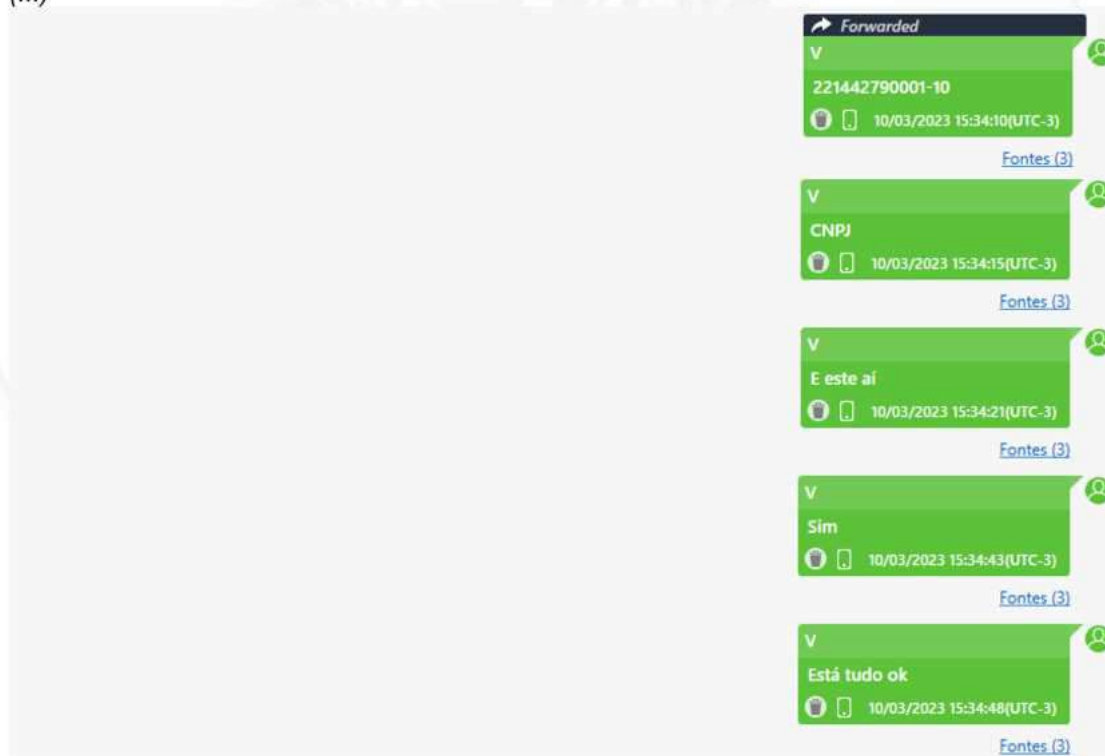 (...)
Forwarded
V
221442790001-10
10/03/2023 15:34:10(UTC-3)
Fontes (3)
V
CNPJ
10/03/2023 15:34:15(UTC-3)
Fontes (3)
V
E este aí
10/03/2023 15:34:21(UTC-3)
Fontes (3)
V
Sim
10/03/2023 15:34:43(UTC-3)
Fontes (3)
V
Está tudo ok
10/03/2023 15:34:48(UTC-3)
Fontes (3)